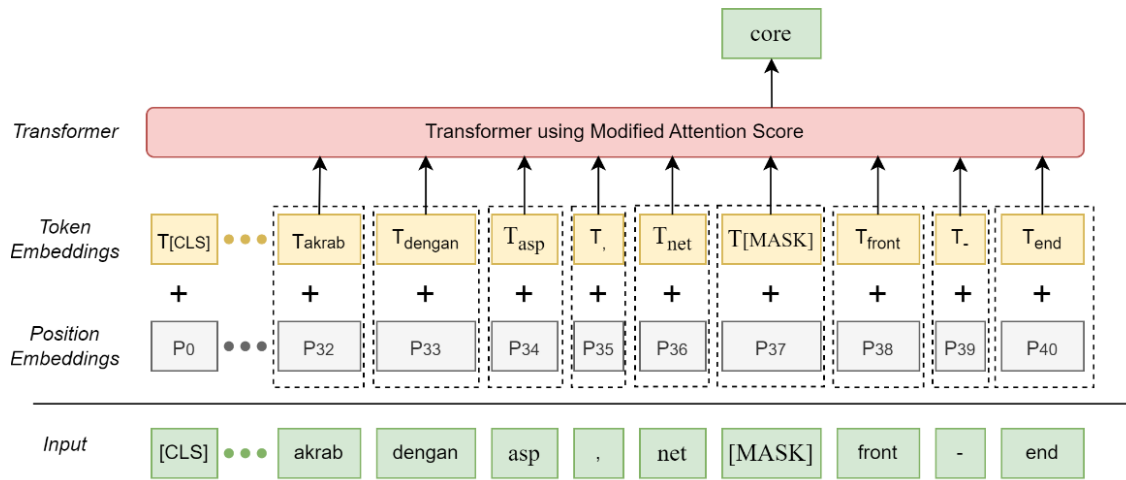 core
Transformer
Transformer using Modified Attention Score
Token Embeddings
T[CLS] Takrab Tdengan Tasp T, Tnet T[MASK] Tfront T- Tend
+ + + + + + + + + +
Position Embeddings
P0 P32 P33 P34 P35 P36 P37 P38 P39 P40
Input
[CLS] akrab dengan asp , net [MASK] front - end